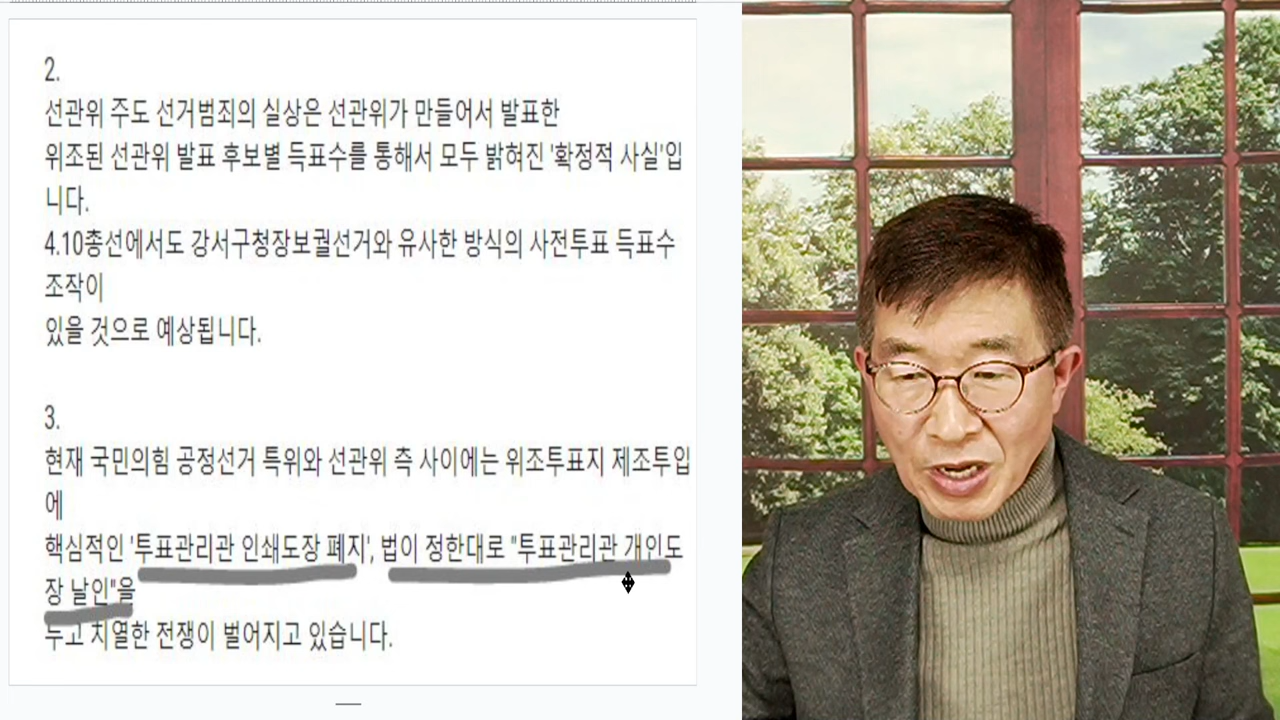 2.
선관위 주도 선거범죄의 실상은 선관위가 만들어서 발표한
위조된 선관위 발표 후보별 득표수를 통해서 모두 밝혀진 '확정적 사실'입
니다.
4.10총선에서도 강서구청장보궐선거와 유사한 방식의 사전투표 득표수
조작이
있을 것으로 예상됩니다.
3.
현재 국민의힘 공정선거 특위와 선관위 측 사이에는 위조투표지 제조투입
에
핵심적인 '투표관리관 인쇄도장 폐지', 법이 정한대로 "투표관리관 개인도
장 날인"을
두고 치열한 전쟁이 벌어지고 있습니다.